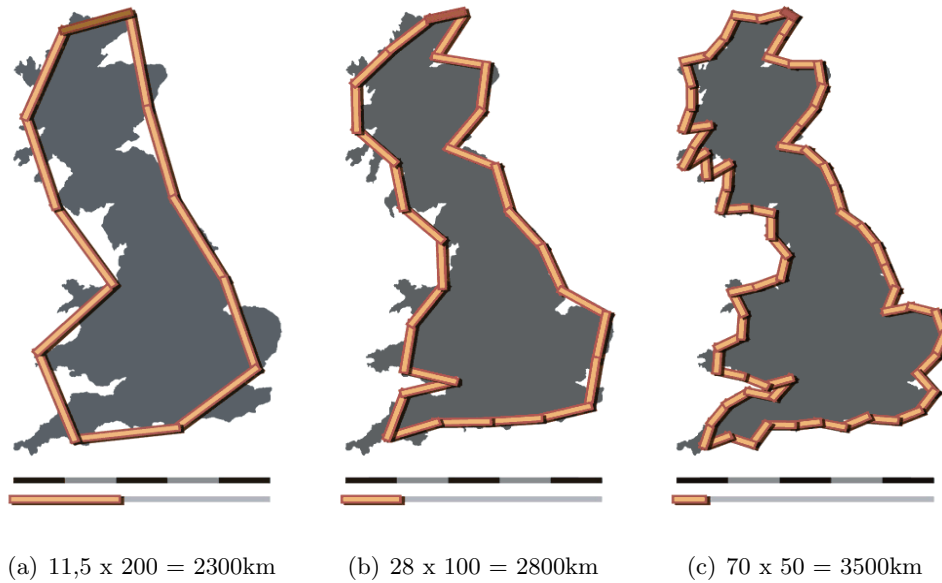 (a) 11,5 x 200 = 2300km
(b) 28 x 100 = 2800km
(c) 70 x 50 = 3500km